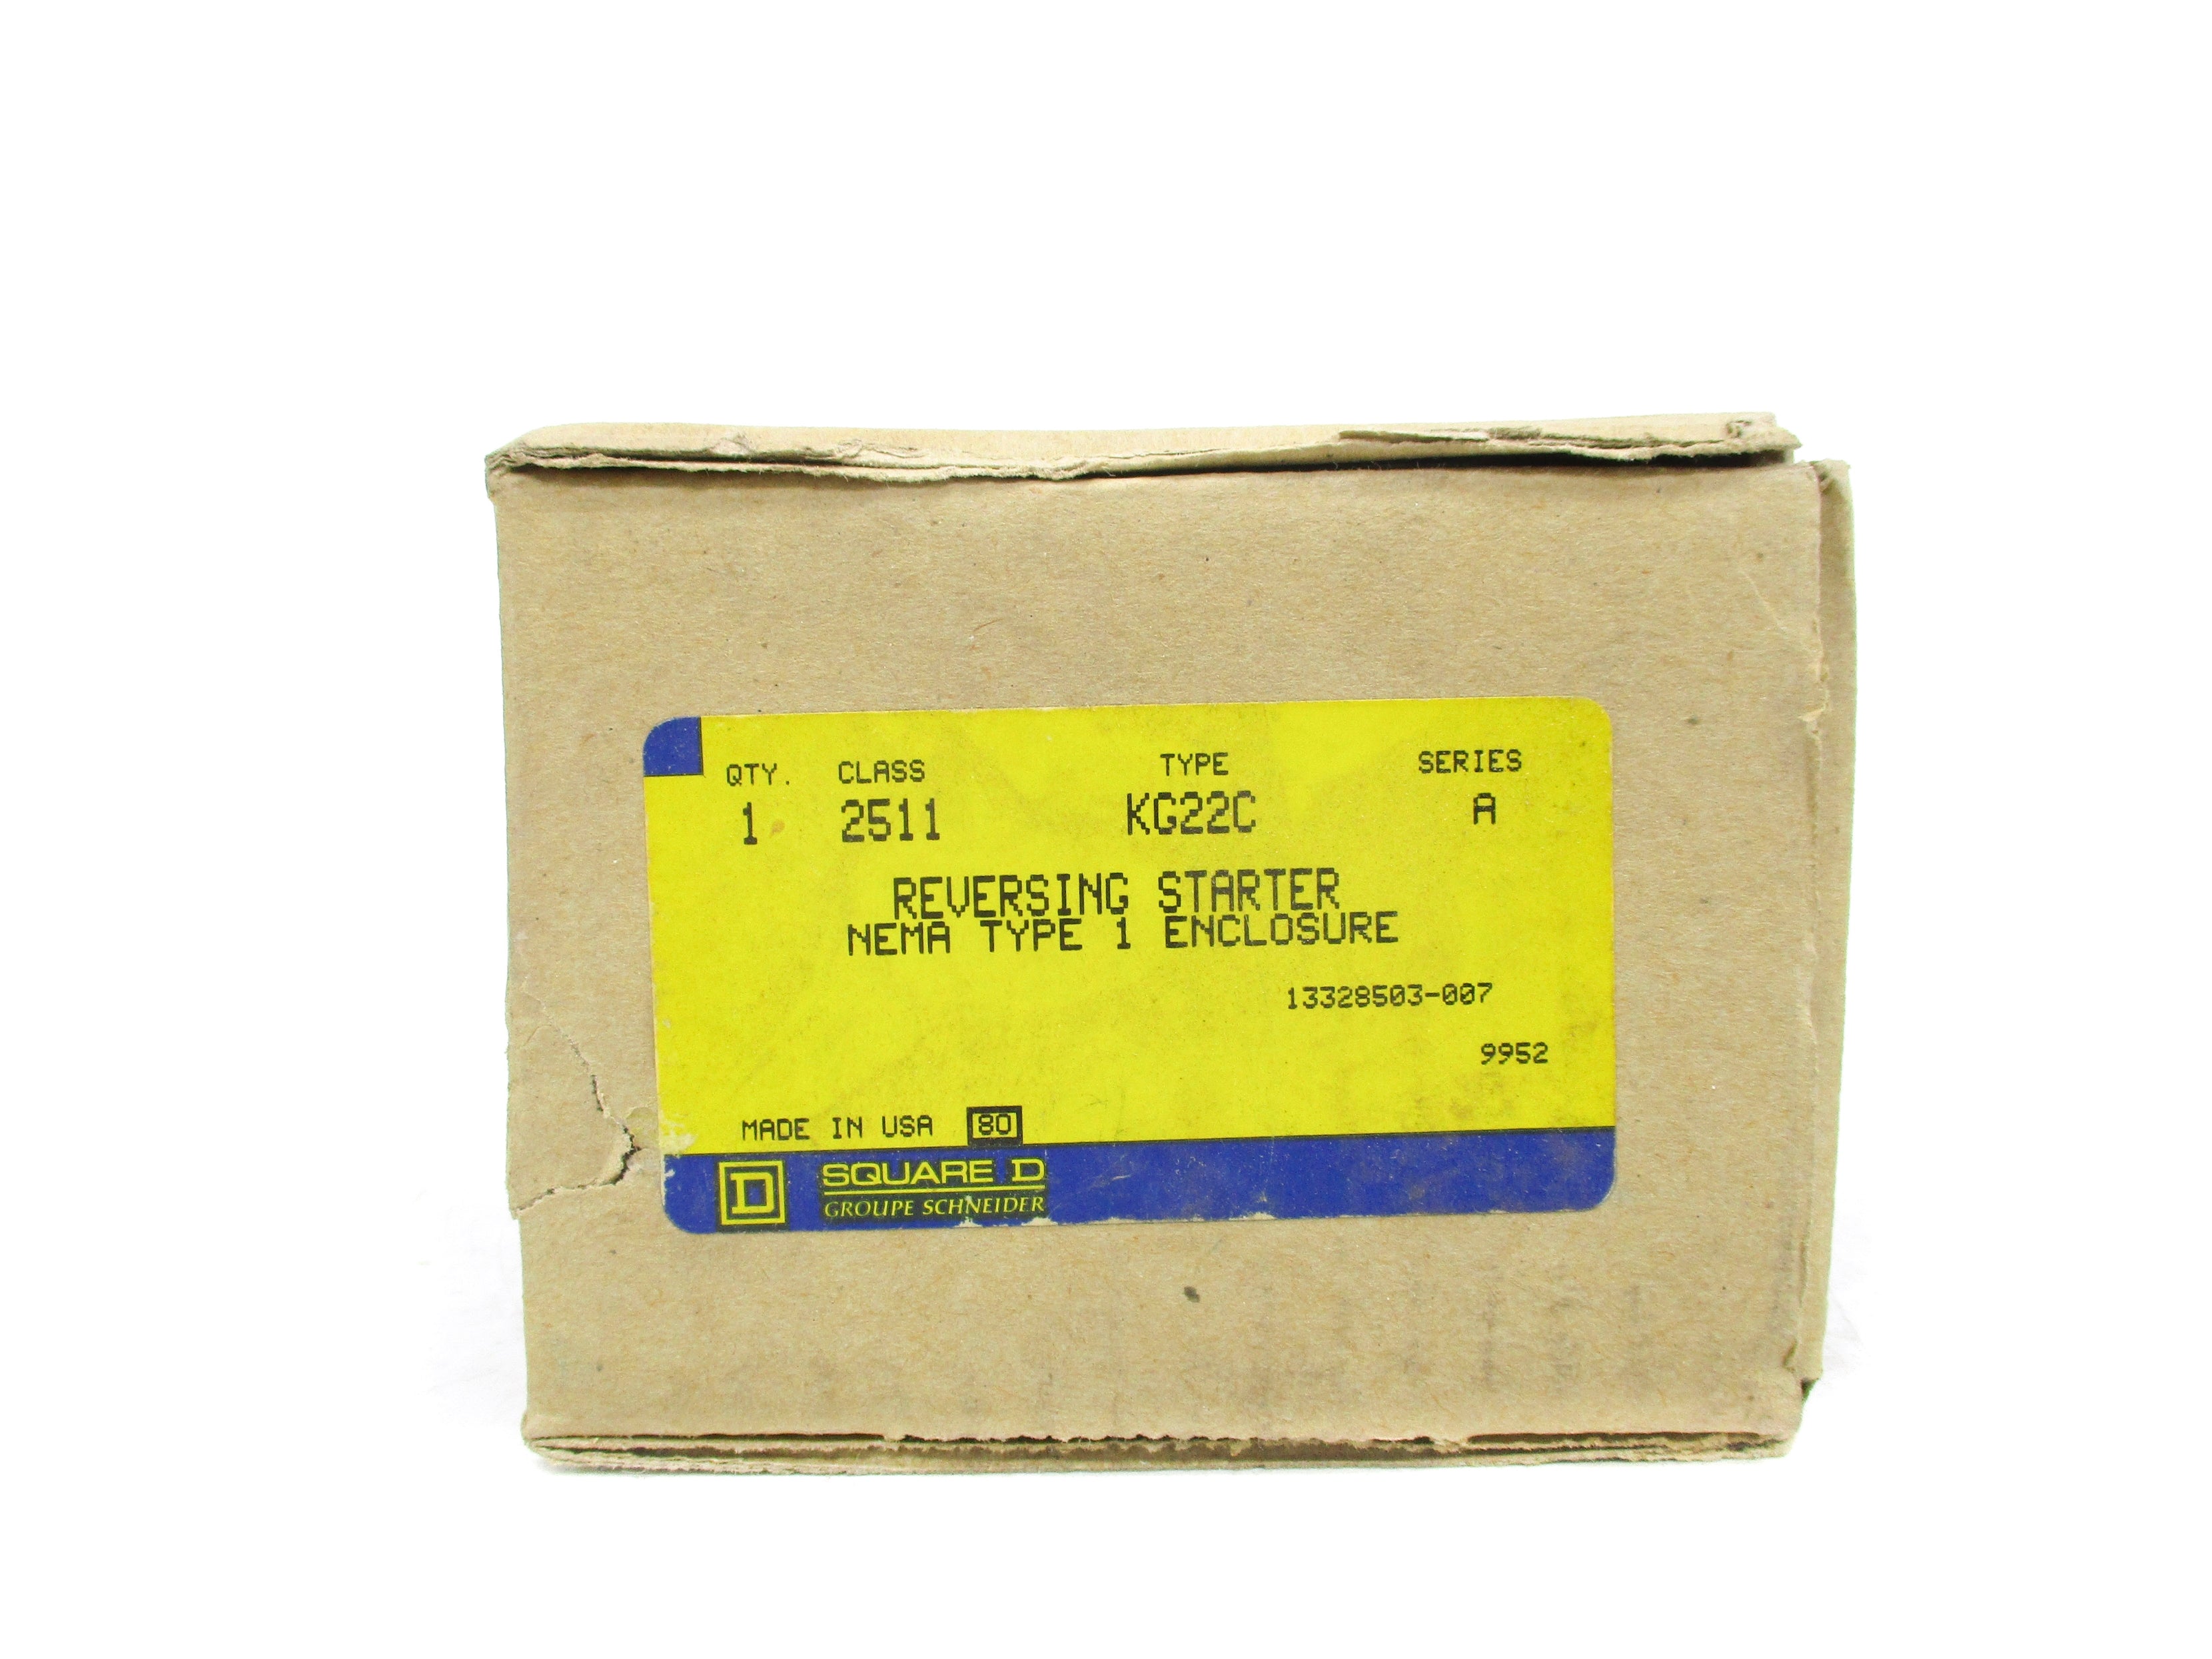 QTY. CLASS TYPE SERIES
1 2511 KG22C A
REVERSING STARTER
NEMA TYPE 1 ENCLOSURE
13328503-007
9952
MADE IN USA 80
D SQUARE D
GROUPE SCHNEIDER